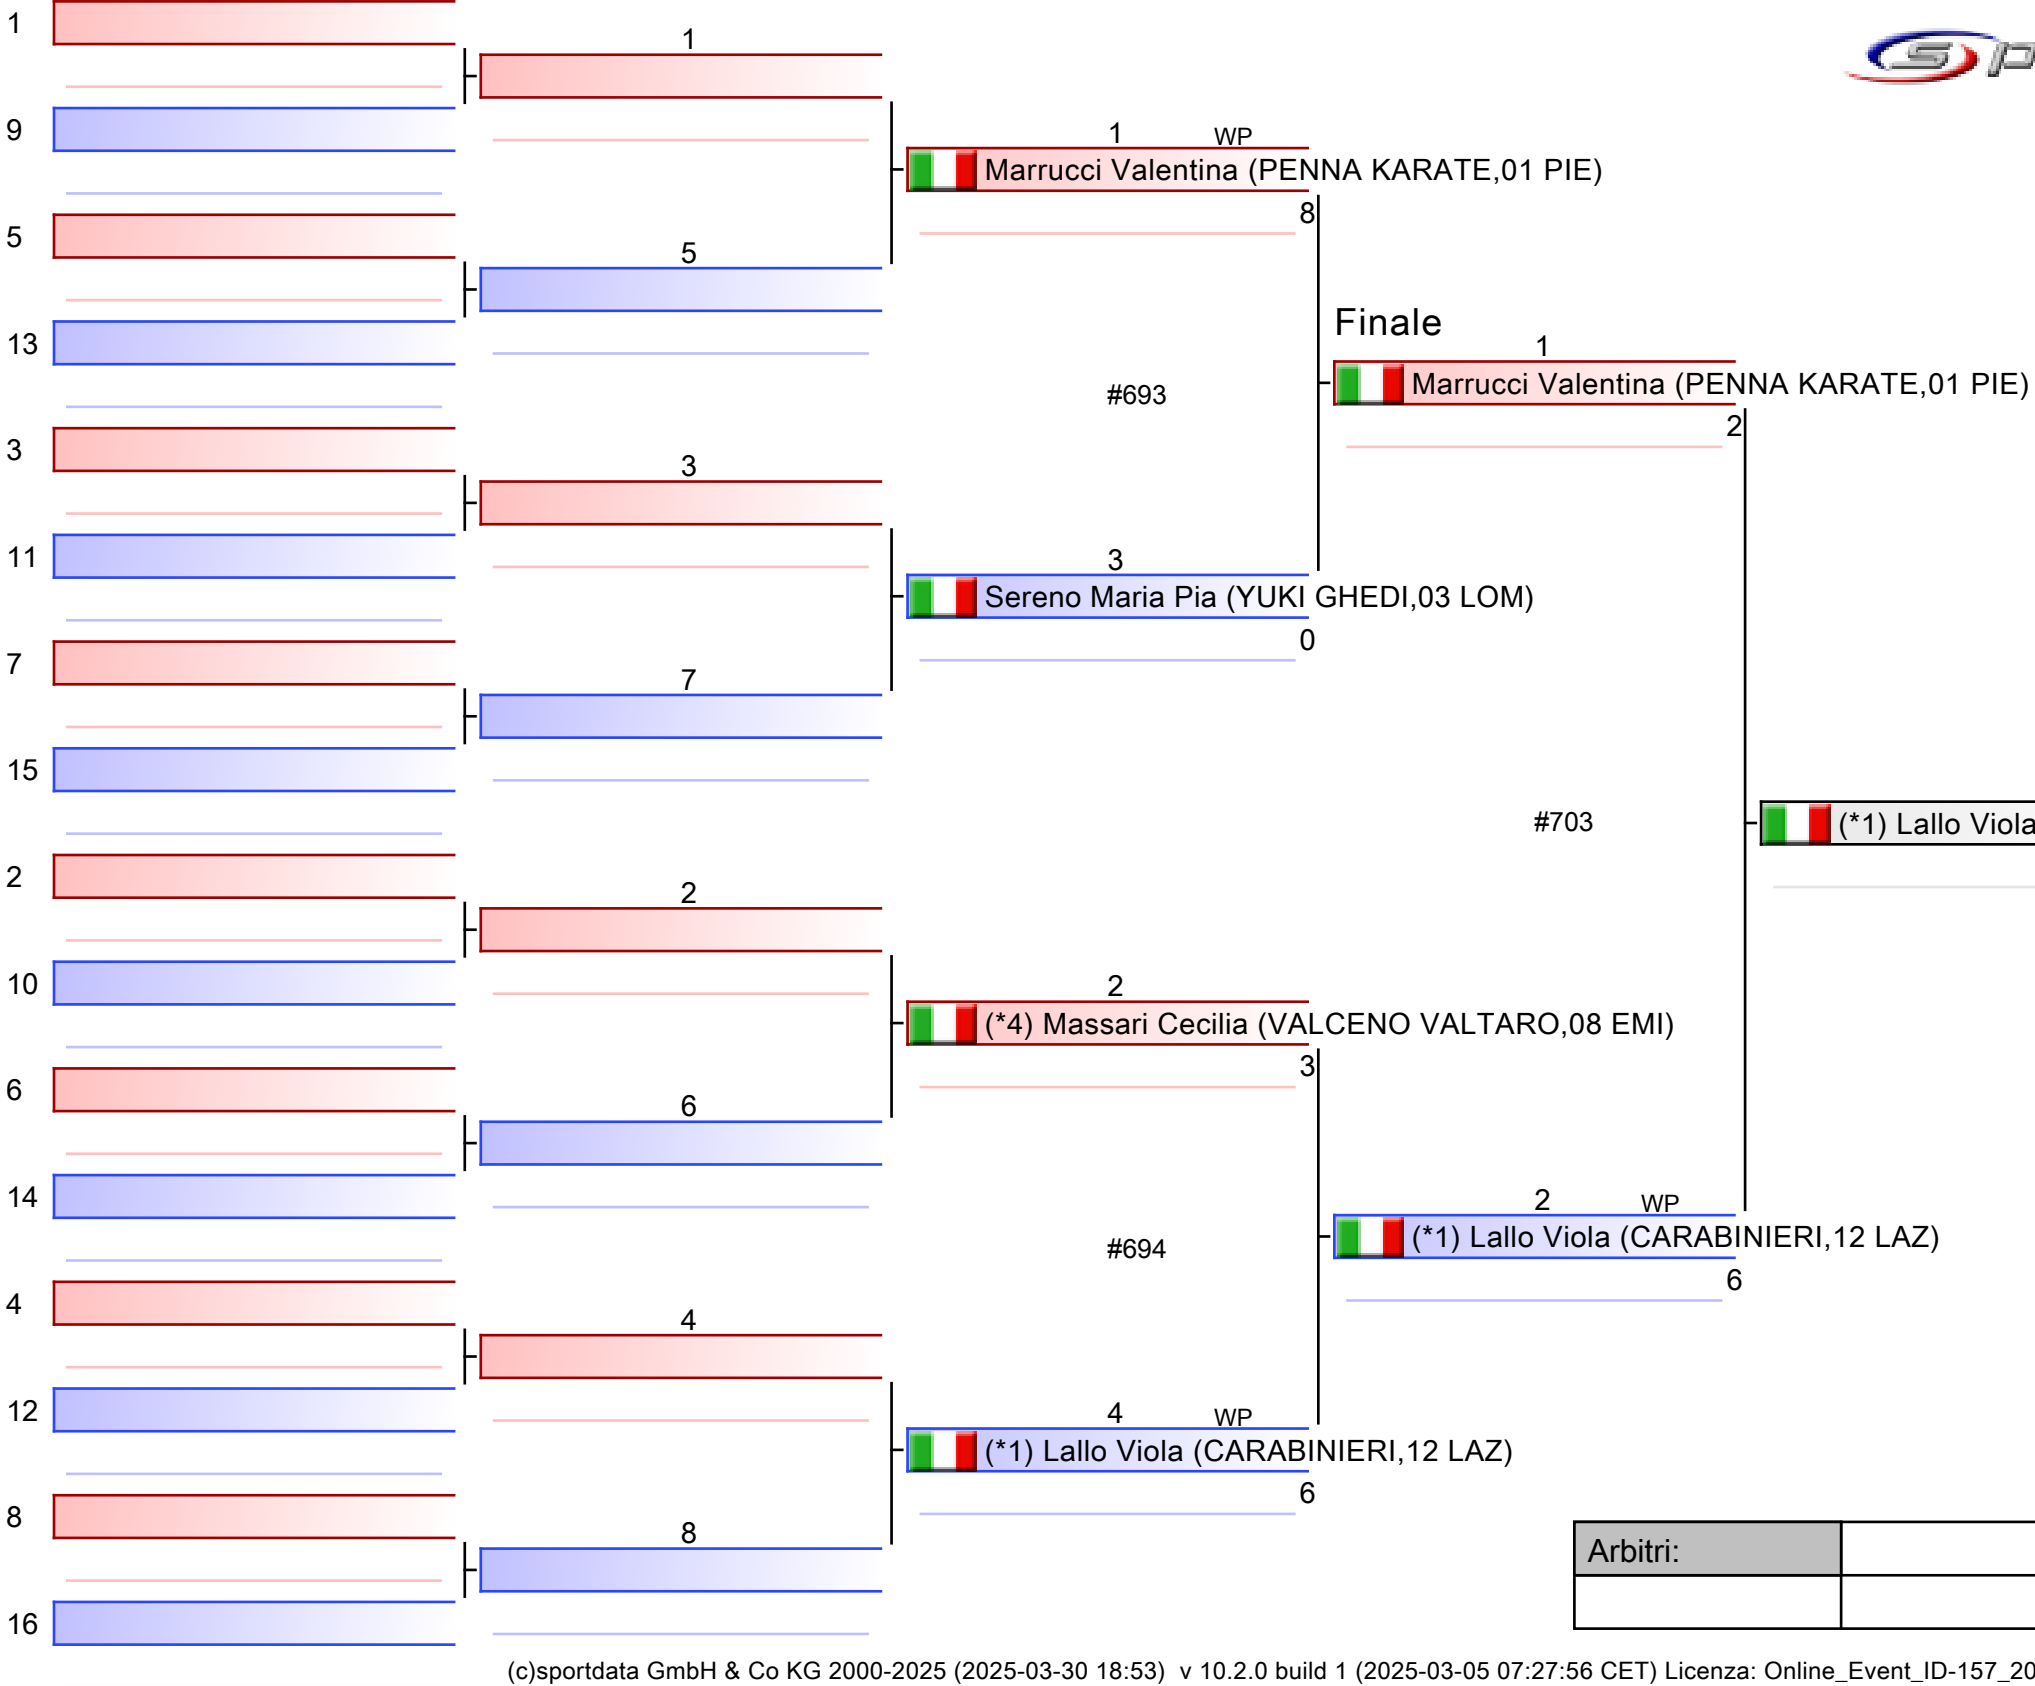 1
9
5
13
3
11
7
15
2
10
6
14
4
12
8
16
1
5
3
7
2
6
4
8
1 WP
Marrucci Valentina (PENNA KARATE,01 PIE)
8
#693
3
Sereno Maria Pia (YUKI GHEDI,03 LOM)
0
2
(*4) Massari Cecilia (VALCENO VALTARO,08 EMI)
3
#694
4 WP
(*1) Lallo Viola (CARABINIERI,12 LAZ)
6
Finale
1
Marrucci Valentina (PENNA KARATE,01 PIE)
2
#703
2 WP
(*1) Lallo Viola (CARABINIERI,12 LAZ)
6
sp
(*1) Lallo Viola
Arbitri:
(c)sportdata GmbH & Co KG 2000-2025 (2025-03-30 18:53) v 10.2.0 build 1 (2025-03-05 07:27:56 CET) Licenza: Online_Event_ID-157_20